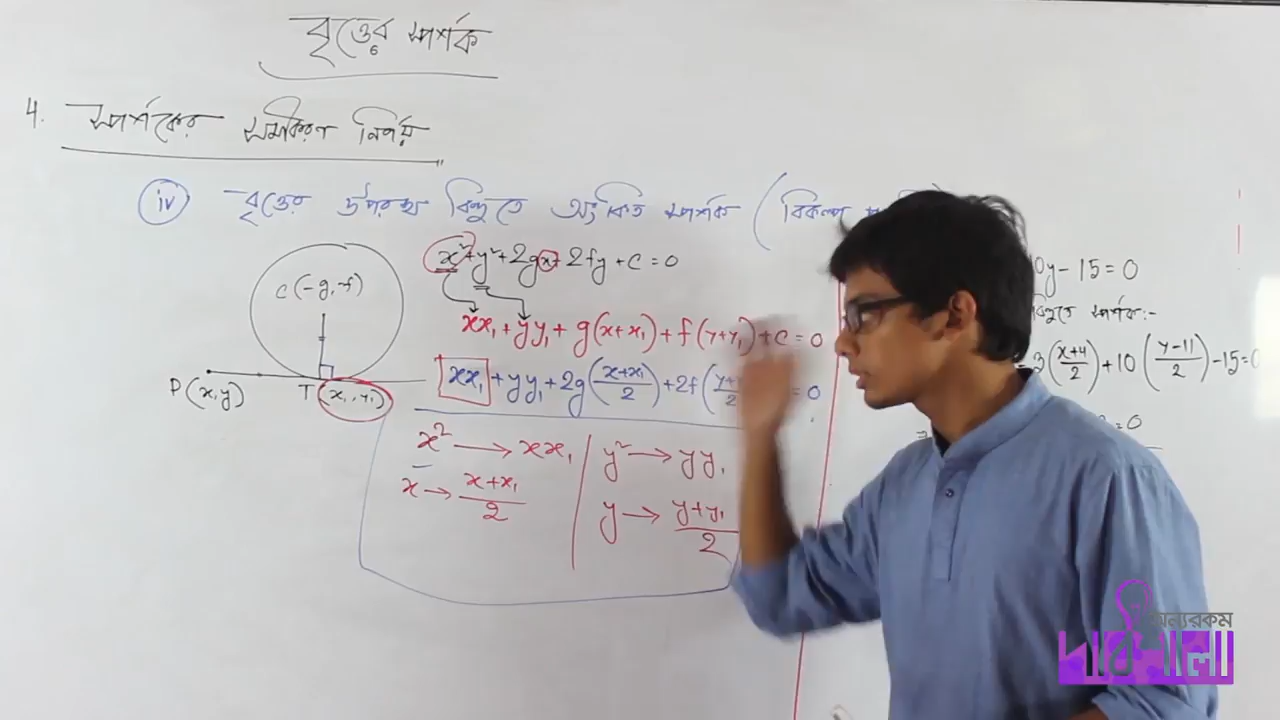 বৃত্তের স্পর্শক
4. স্পর্শকের সমীকরণ নির্ণয়
iv বৃত্তের উপরস্থ বিন্দুতে অংকিত স্পর্শক (বিকল্প
x²+y²+2gx+2fy+c=0
C(-g,-f)
xx₁+yy₁+g(x+x₁)+f(y+y₁)+c=0
xx₁+yy₁+2g(x+x₁/2)+2f(y+ =0
P(x,y) T (x₁,y₁)
x² → xx₁ y² → yy₁
x → x+x₁/2 y → y+y₁/2
0y-15=0
বিন্দুতে স্পর্শক:-
3(x+4/2)+10(y-11/2)-15=0
=0
অন্যরকম
পাঠশালা